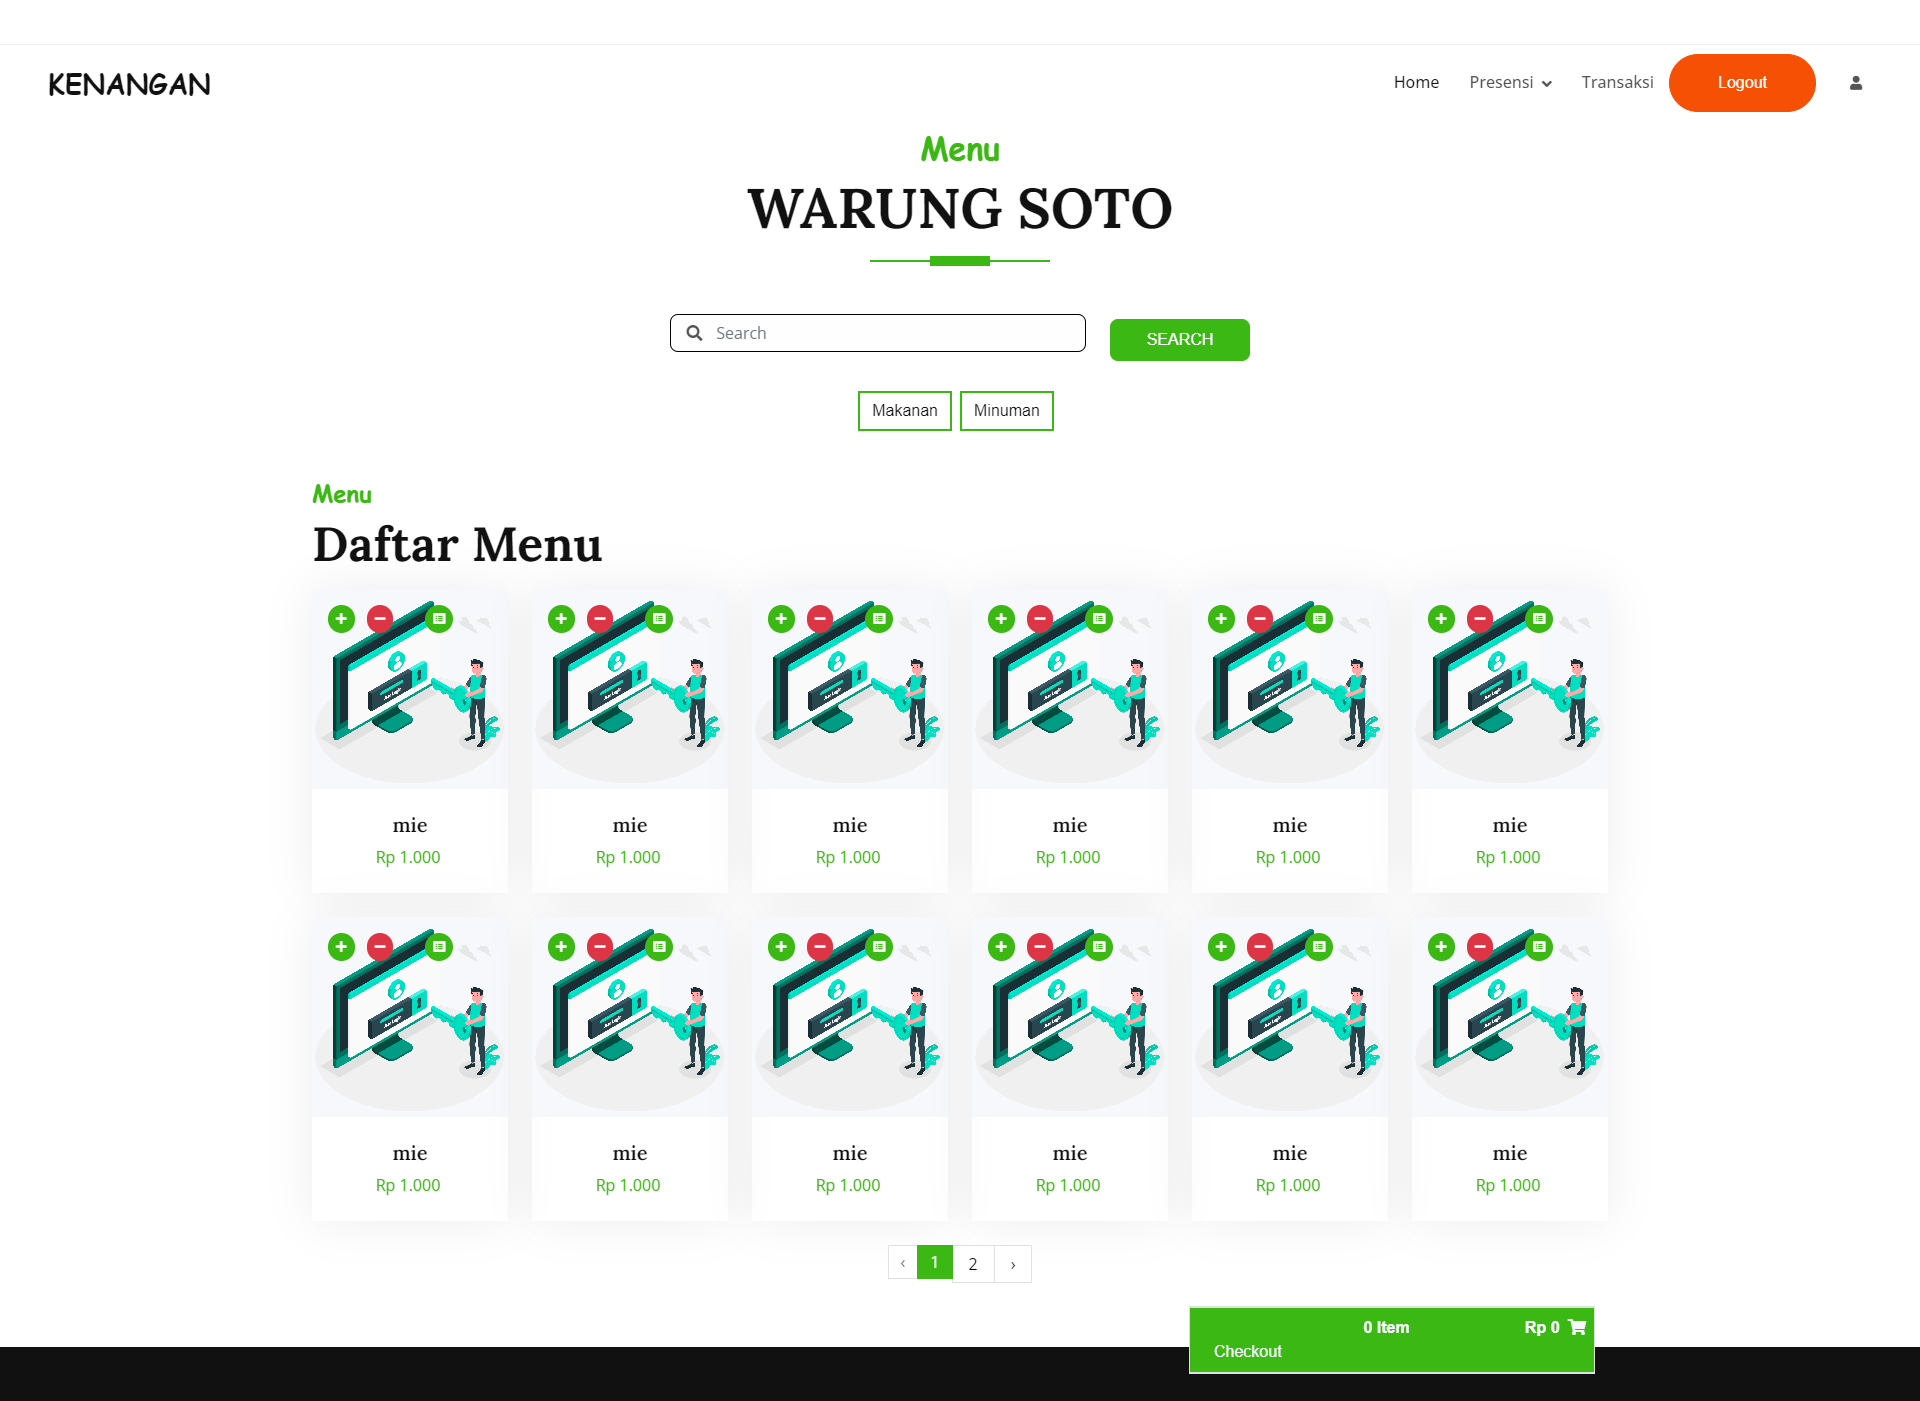 KENANGAN
Home Presensi Transaksi Logout
Menu
WARUNG SOTO
Search SEARCH
Makanan Minuman
Menu
Daftar Menu
mie mie mie mie mie mie
Rp 1.000 Rp 1.000 Rp 1.000 Rp 1.000 Rp 1.000 Rp 1.000
mie mie mie mie mie mie
Rp 1.000 Rp 1.000 Rp 1.000 Rp 1.000 Rp 1.000 Rp 1.000
‹ 1 2 ›
0 Item Rp 0
Checkout